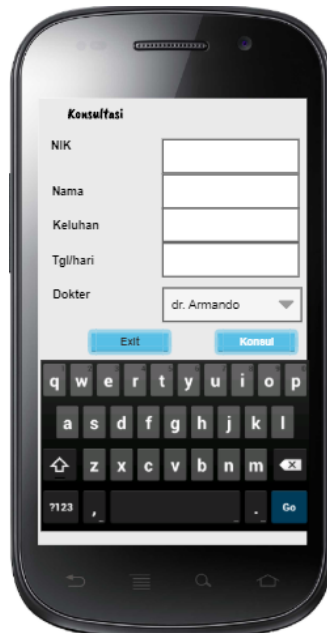 Konsultasi
NIK
Nama
Keluhan
Tgl/hari
Dokter
dr. Armando
Exit Konsul
q w e r t y u i o p
a s d f g h j k l
z x c v b n m
?123 , . Go